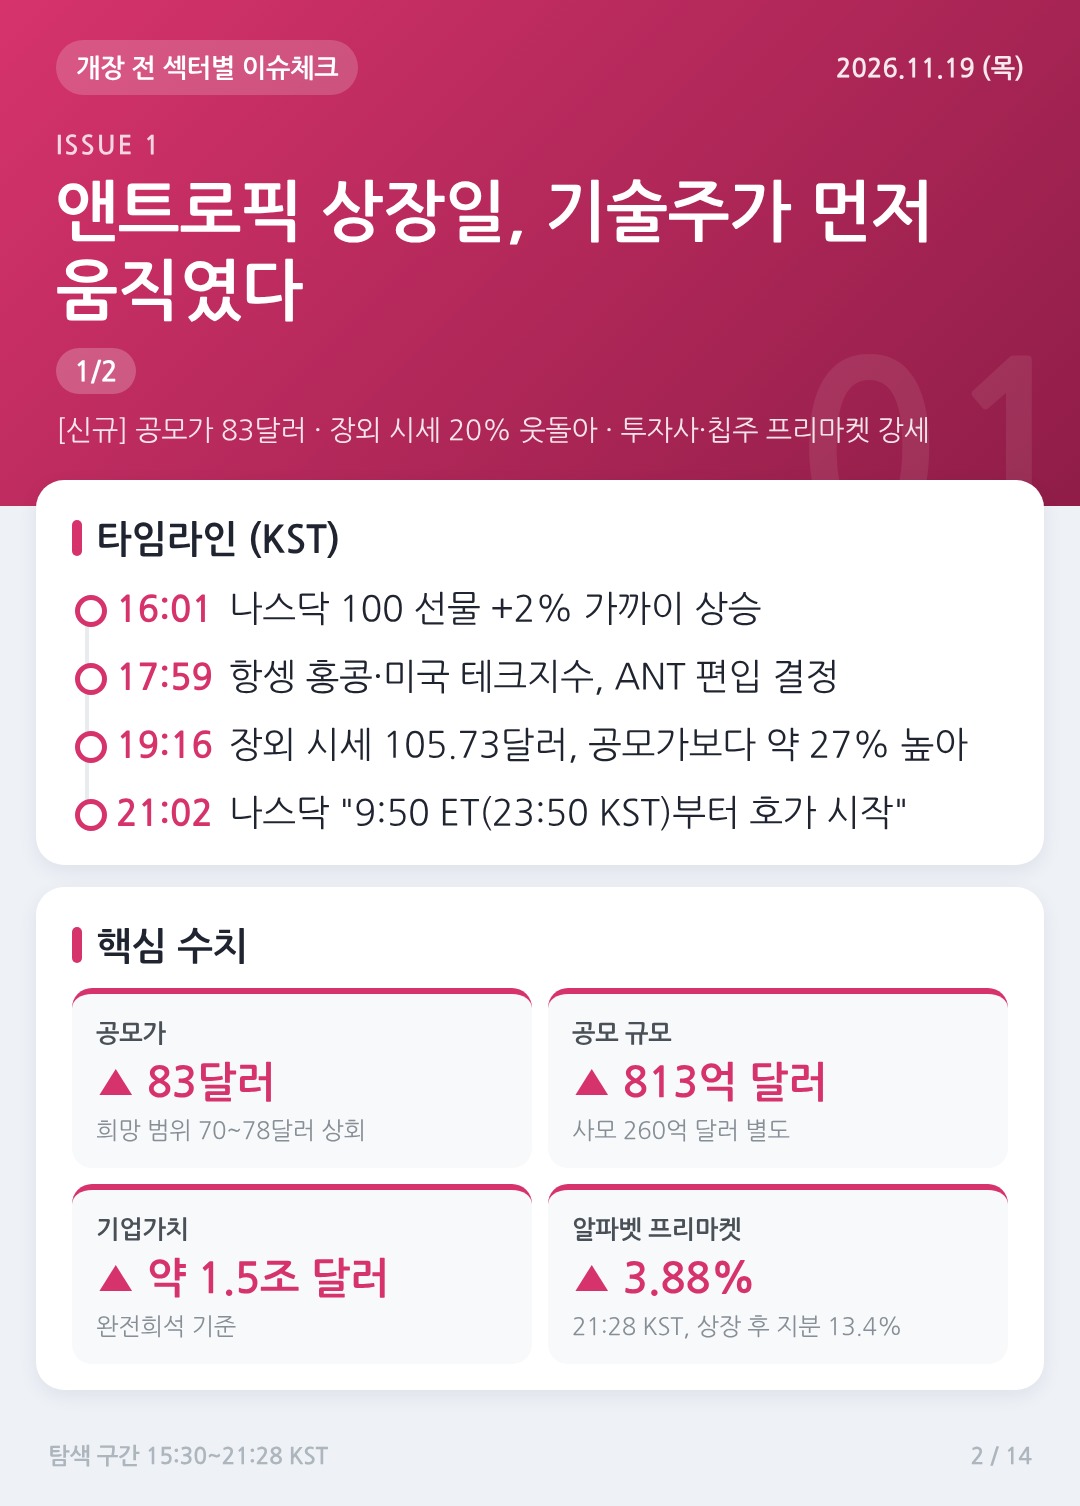 개장 전 섹터별 이슈체크
2026.11.19 (목)
ISSUE 1
앤트로픽 상장일, 기술주가 먼저
움직였다
1/2
01
[신규] 공모가 83달러 · 장외 시세 20% 웃돌아 · 투자사·칩주 프리마켓 강세
타임라인 (KST)
16:01 나스닥 100 선물 +2% 가까이 상승
17:59 항셍 홍콩·미국 테크지수, ANT 편입 결정
19:16 장외 시세 105.73달러, 공모가보다 약 27% 높아
21:02 나스닥 "9:50 ET(23:50 KST)부터 호가 시작"
핵심 수치
공모가
▲ 83달러
희망 범위 70~78달러 상회
공모 규모
▲ 813억 달러
사모 260억 달러 별도
기업가치
▲ 약 1.5조 달러
완전희석 기준
알파벳 프리마켓
▲ 3.88%
21:28 KST, 상장 후 지분 13.4%
탐색 구간 15:30~21:28 KST
2 / 14